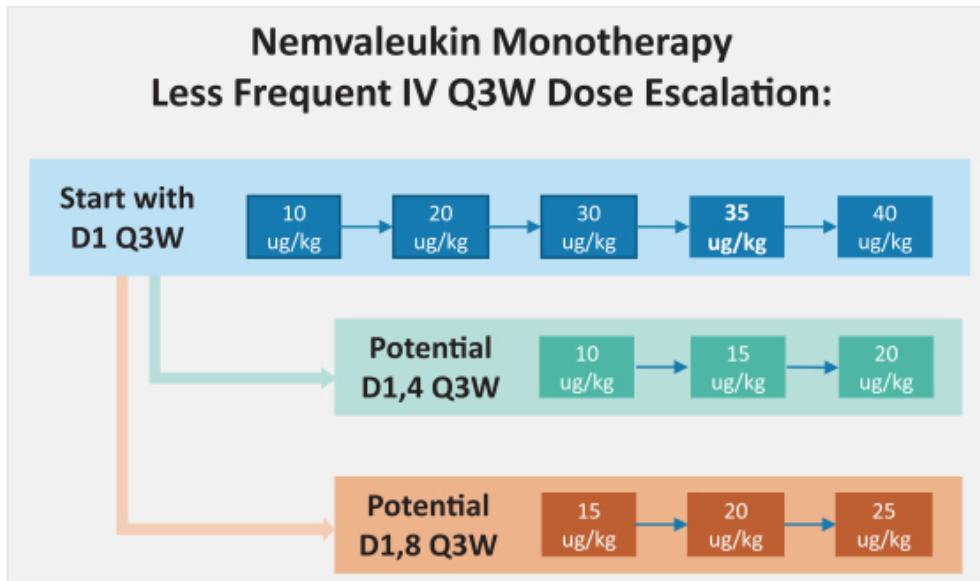 Nemvaleukin Monotherapy
Less Frequent IV Q3W Dose Escalation:
Start with
D1 Q3W
10
ug/kg
20
ug/kg
30
ug/kg
35
ug/kg
40
ug/kg
Potential
D1,4 Q3W
10
ug/kg
15
ug/kg
20
ug/kg
Potential
D1,8 Q3W
15
ug/kg
20
ug/kg
25
ug/kg